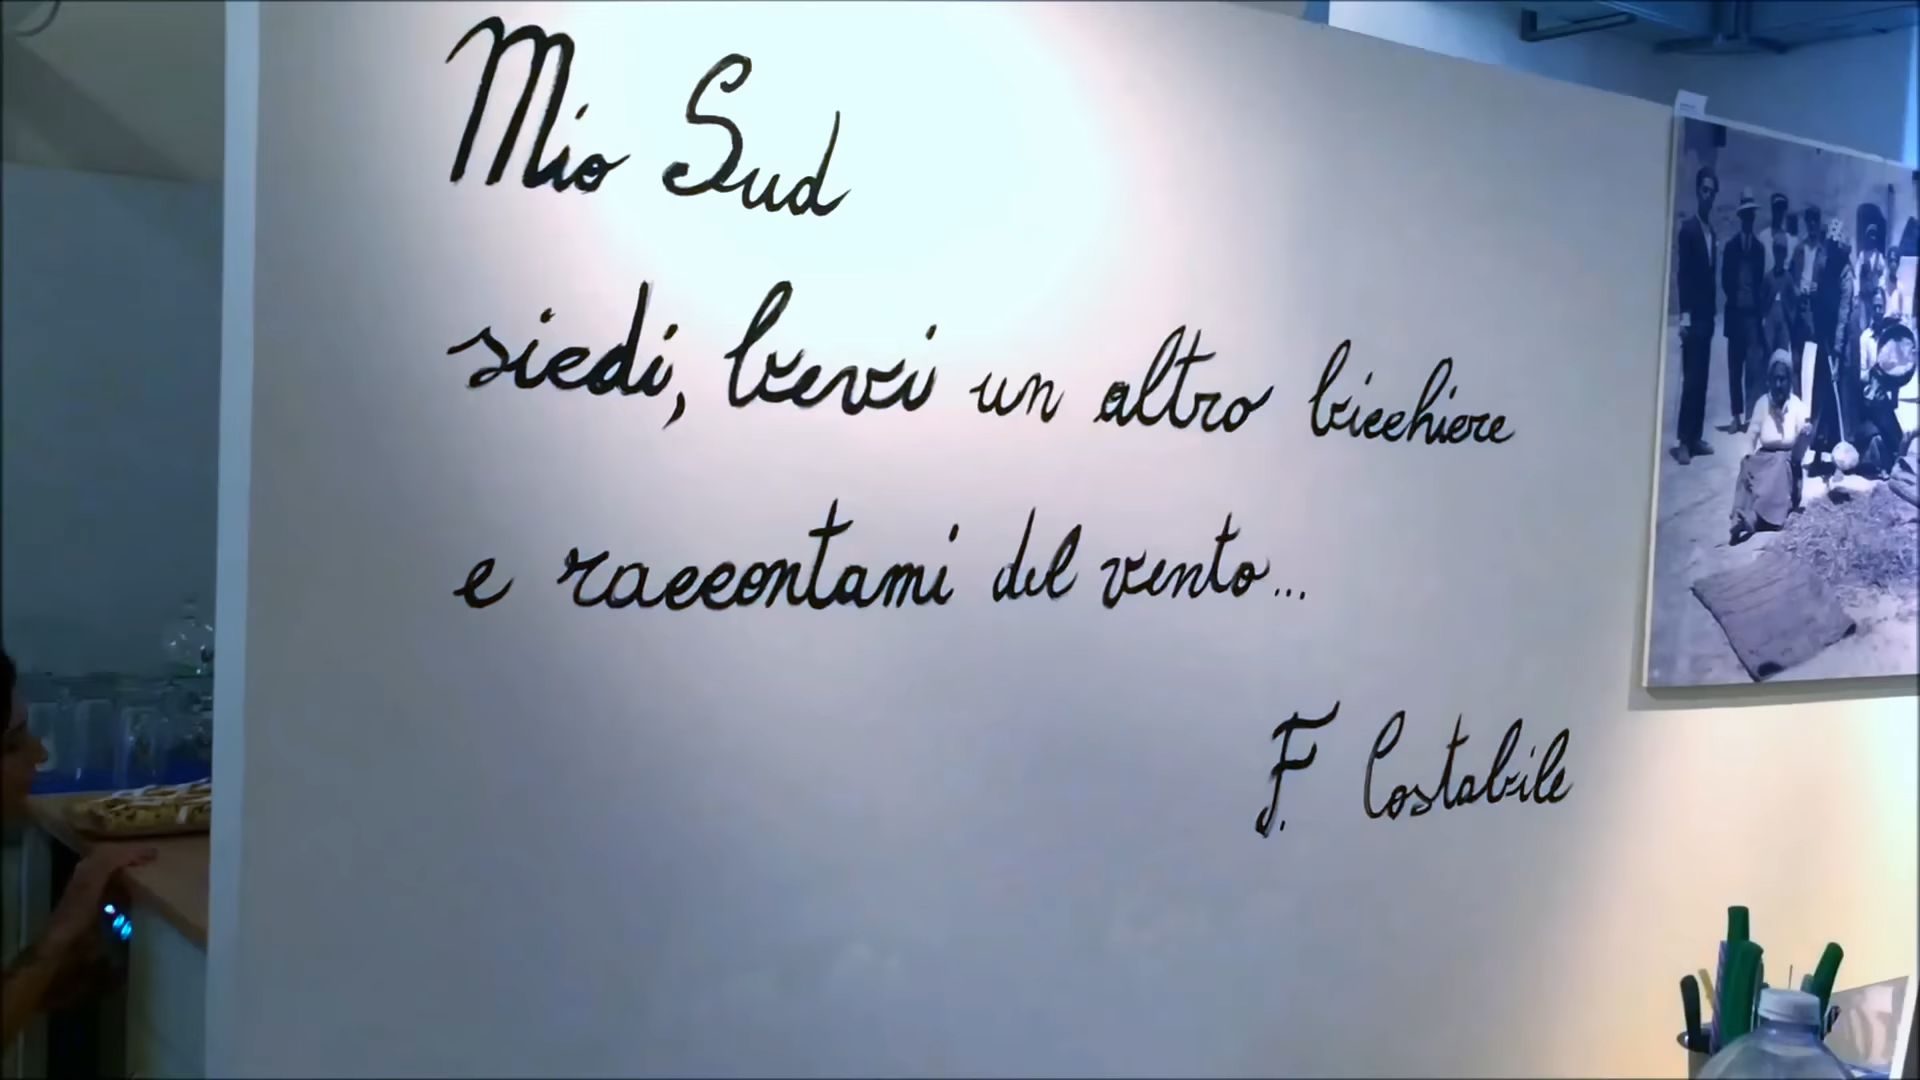 Mio Sud
siedi, bevi un altro bicchiere
e raccontami del vento...
F. Costabile